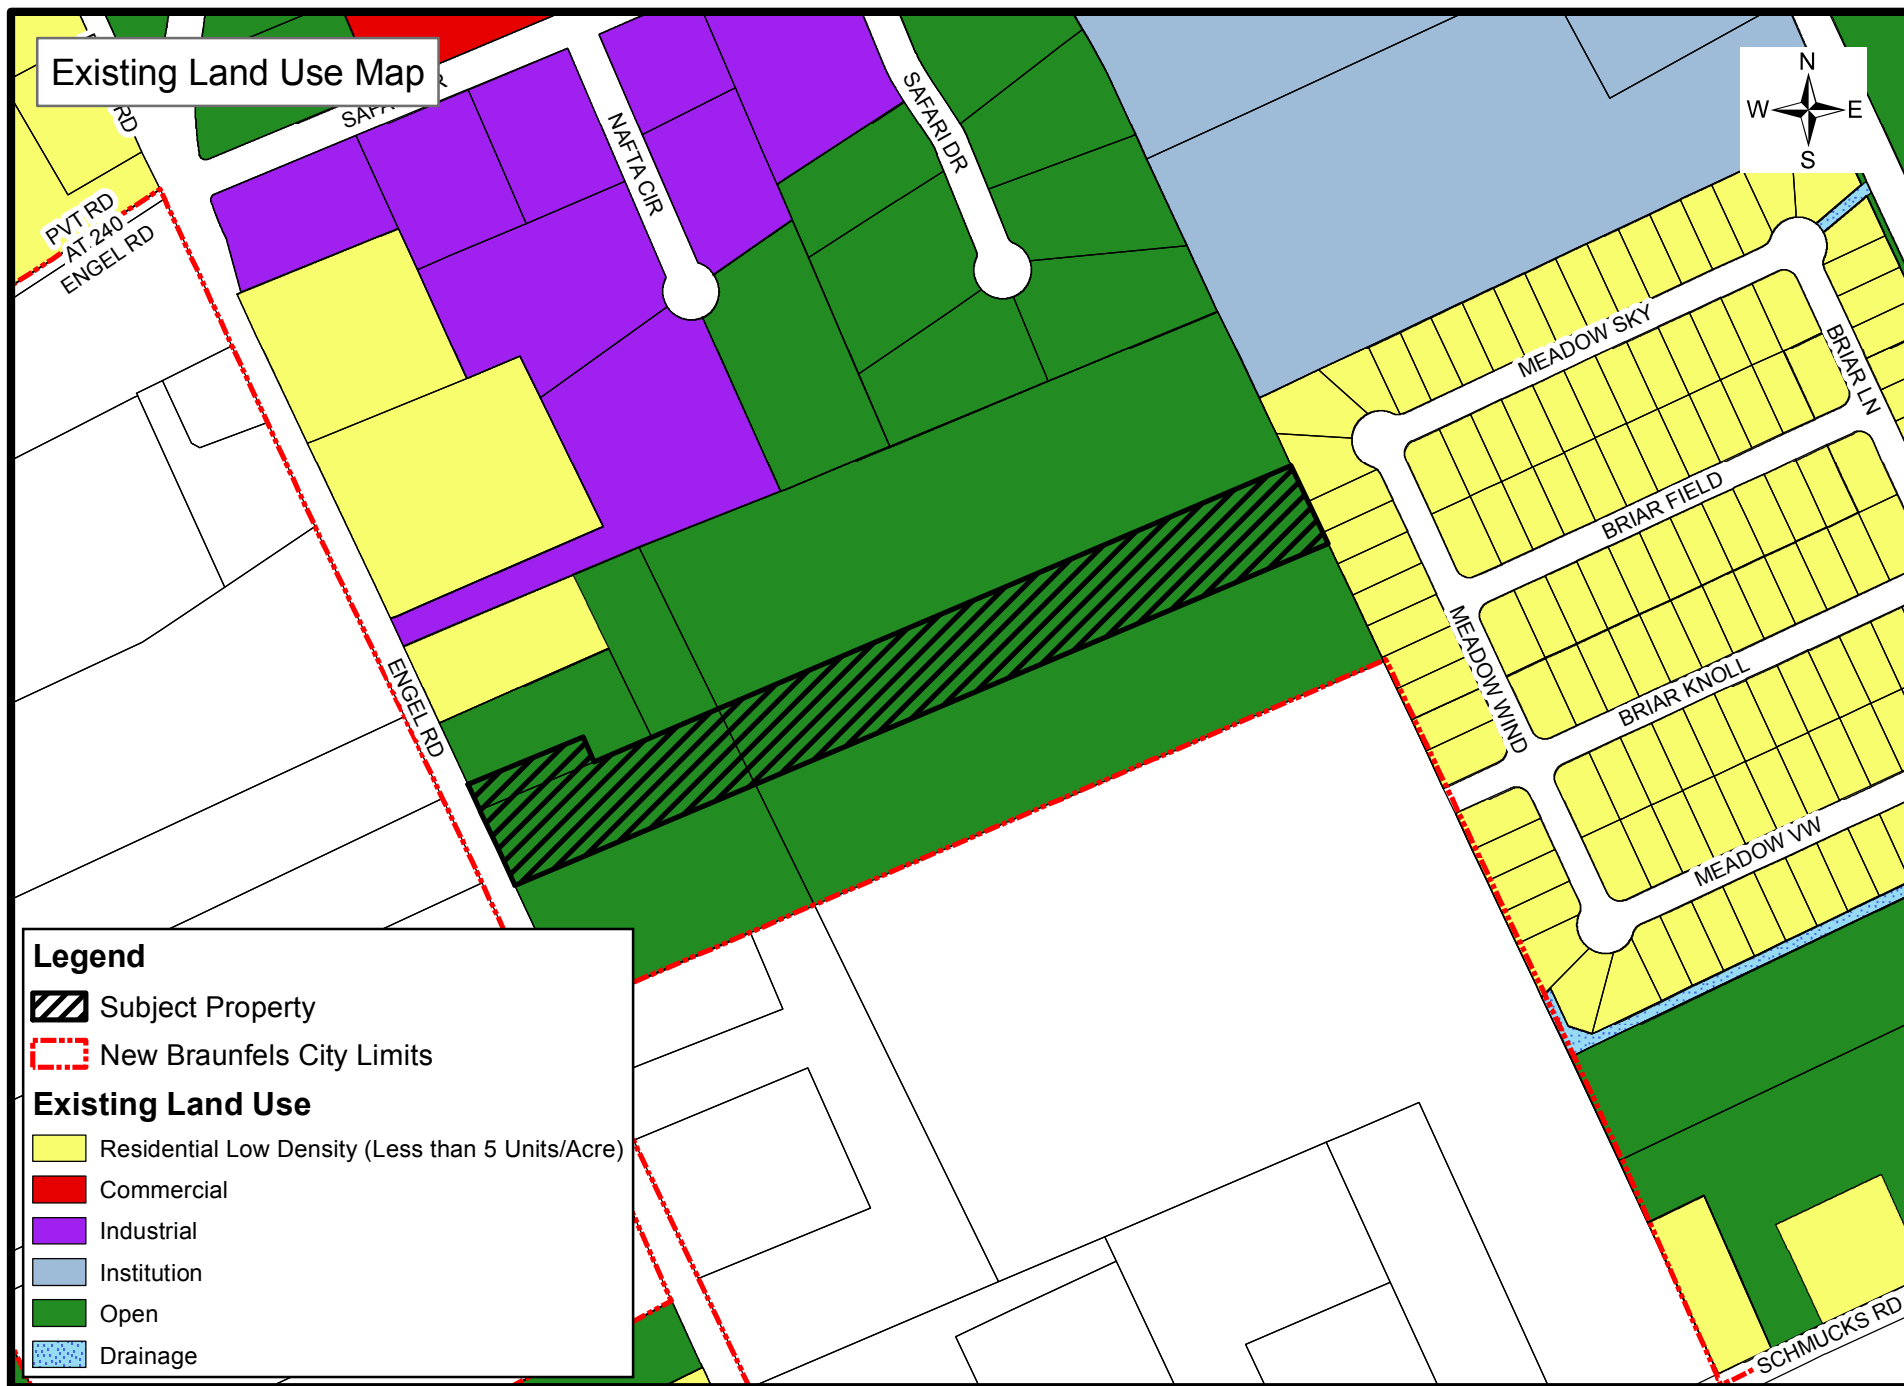 Existing Land Use Map
RD
SAFA
R
NAFTA CIR
SAFARI DR
N
W
E
S
PVT RD
AT 240
ENGEL RD
MEADOW SKY
BRIAR LN
BRIAR FIELD
MEADOW WIND
BRIAR KNOLL
ENGEL RD
MEADOW VW
SCHMUCKS RD
Legend
Subject Property
New Braunfels City Limits
Existing Land Use
Residential Low Density (Less than 5 Units/Acre)
Commercial
Industrial
Institution
Open
Drainage